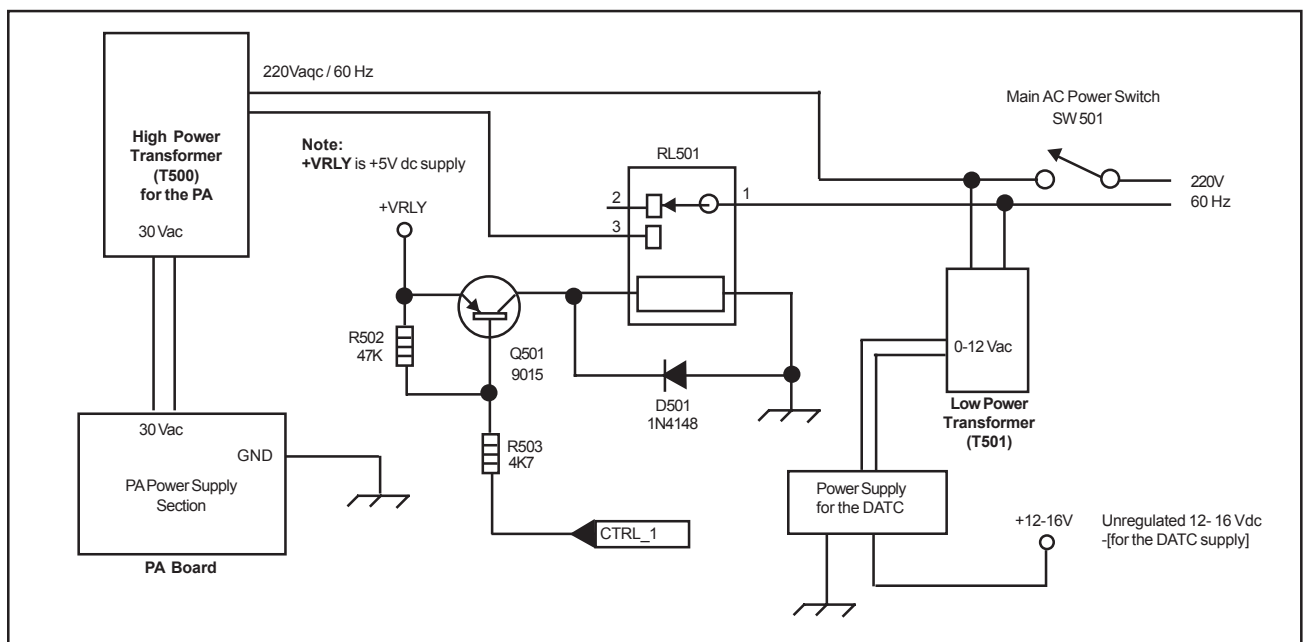 220Vaqc / 60 Hz
High Power
Transformer
(T500)
for the PA
30 Vac
Note:
+VRLY is +5V dc supply
+VRLY
RL501
2
1
3
Main AC Power Switch
SW501
220V
60 Hz
R502
47K
Q501
9015
D501
1N4148
R503
4K7
CTRL_1
0-12 Vac
Low Power
Transformer
(T501)
30 Vac
GND
PA Power Supply
Section
PA Board
Power Supply
for the DATC
+12-16V
Unregulated 12- 16 Vdc
-[for the DATC supply]